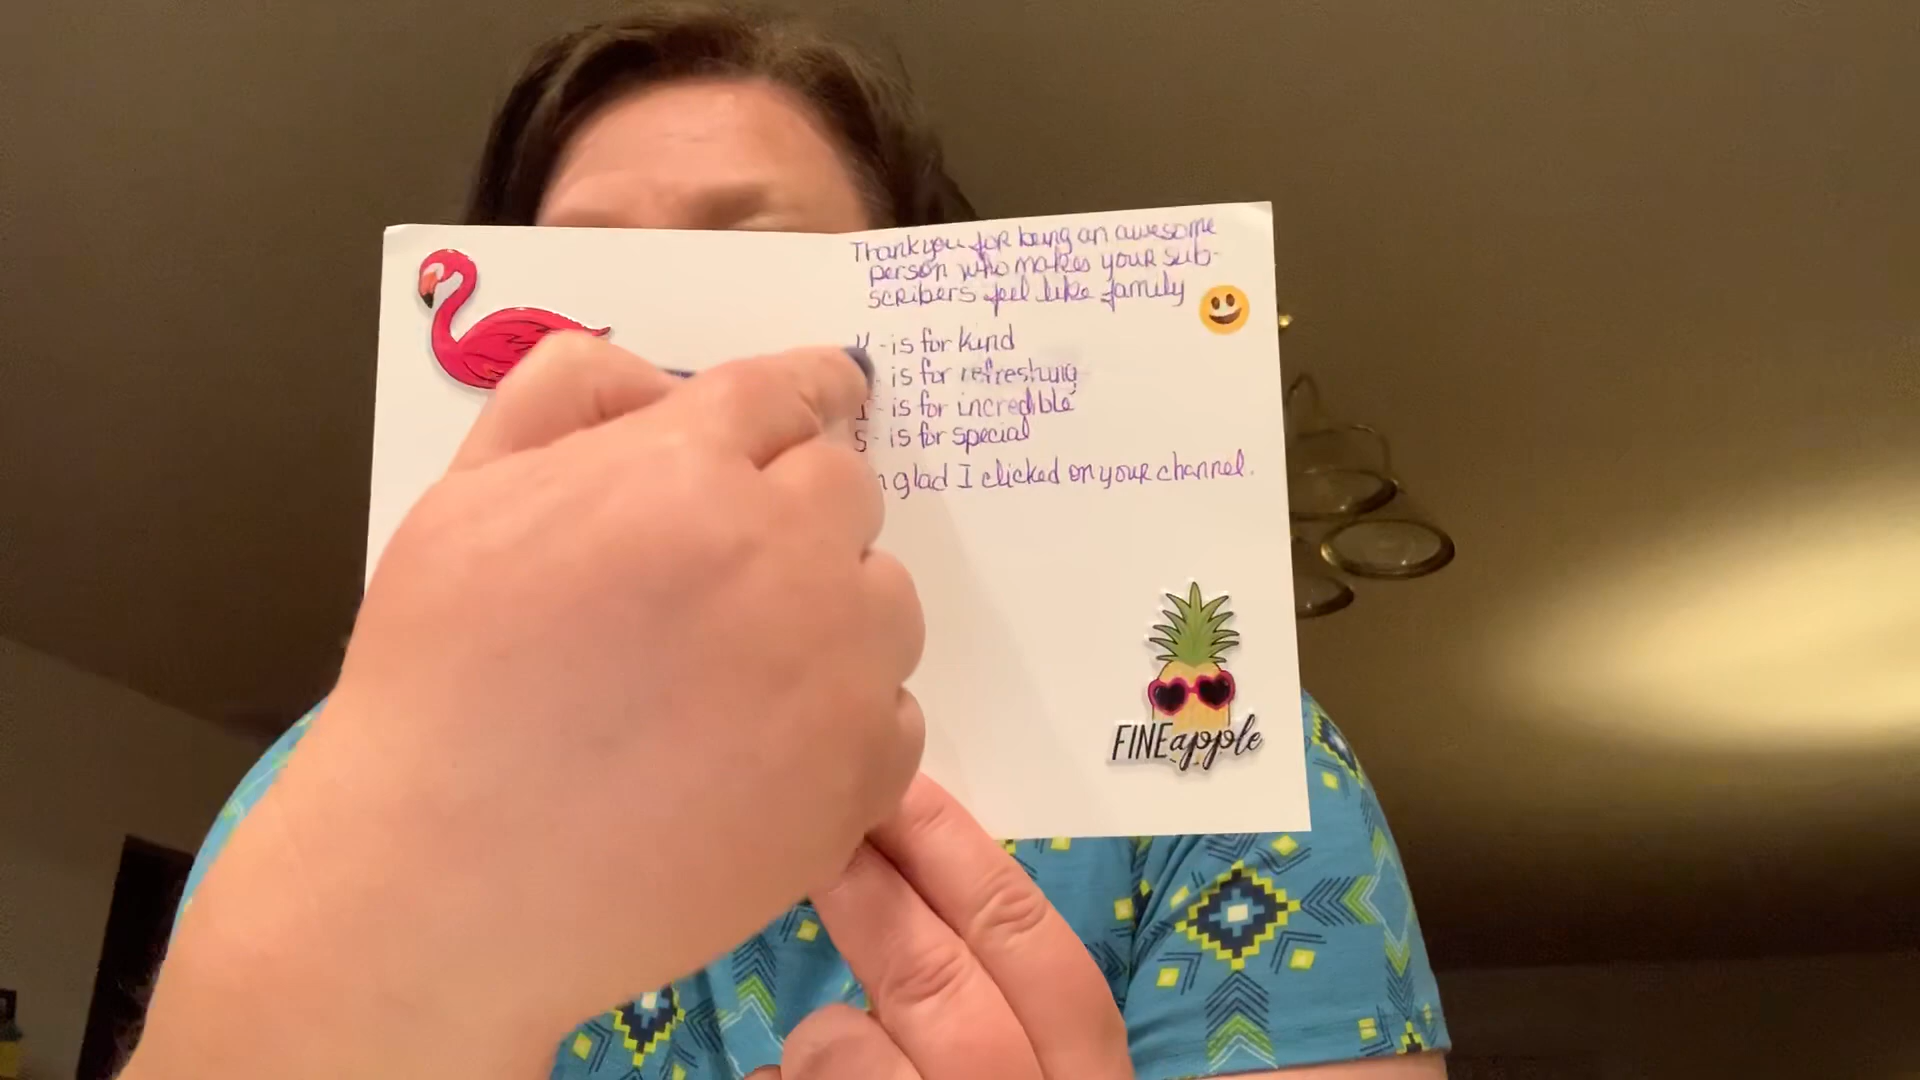 Thank you for being an awesome
person who makes your sub-
scribers feel like family
K - is for kind
- is for refreshing
I - is for incredible
S - is for special
glad I clicked on your channel.
FINEapple